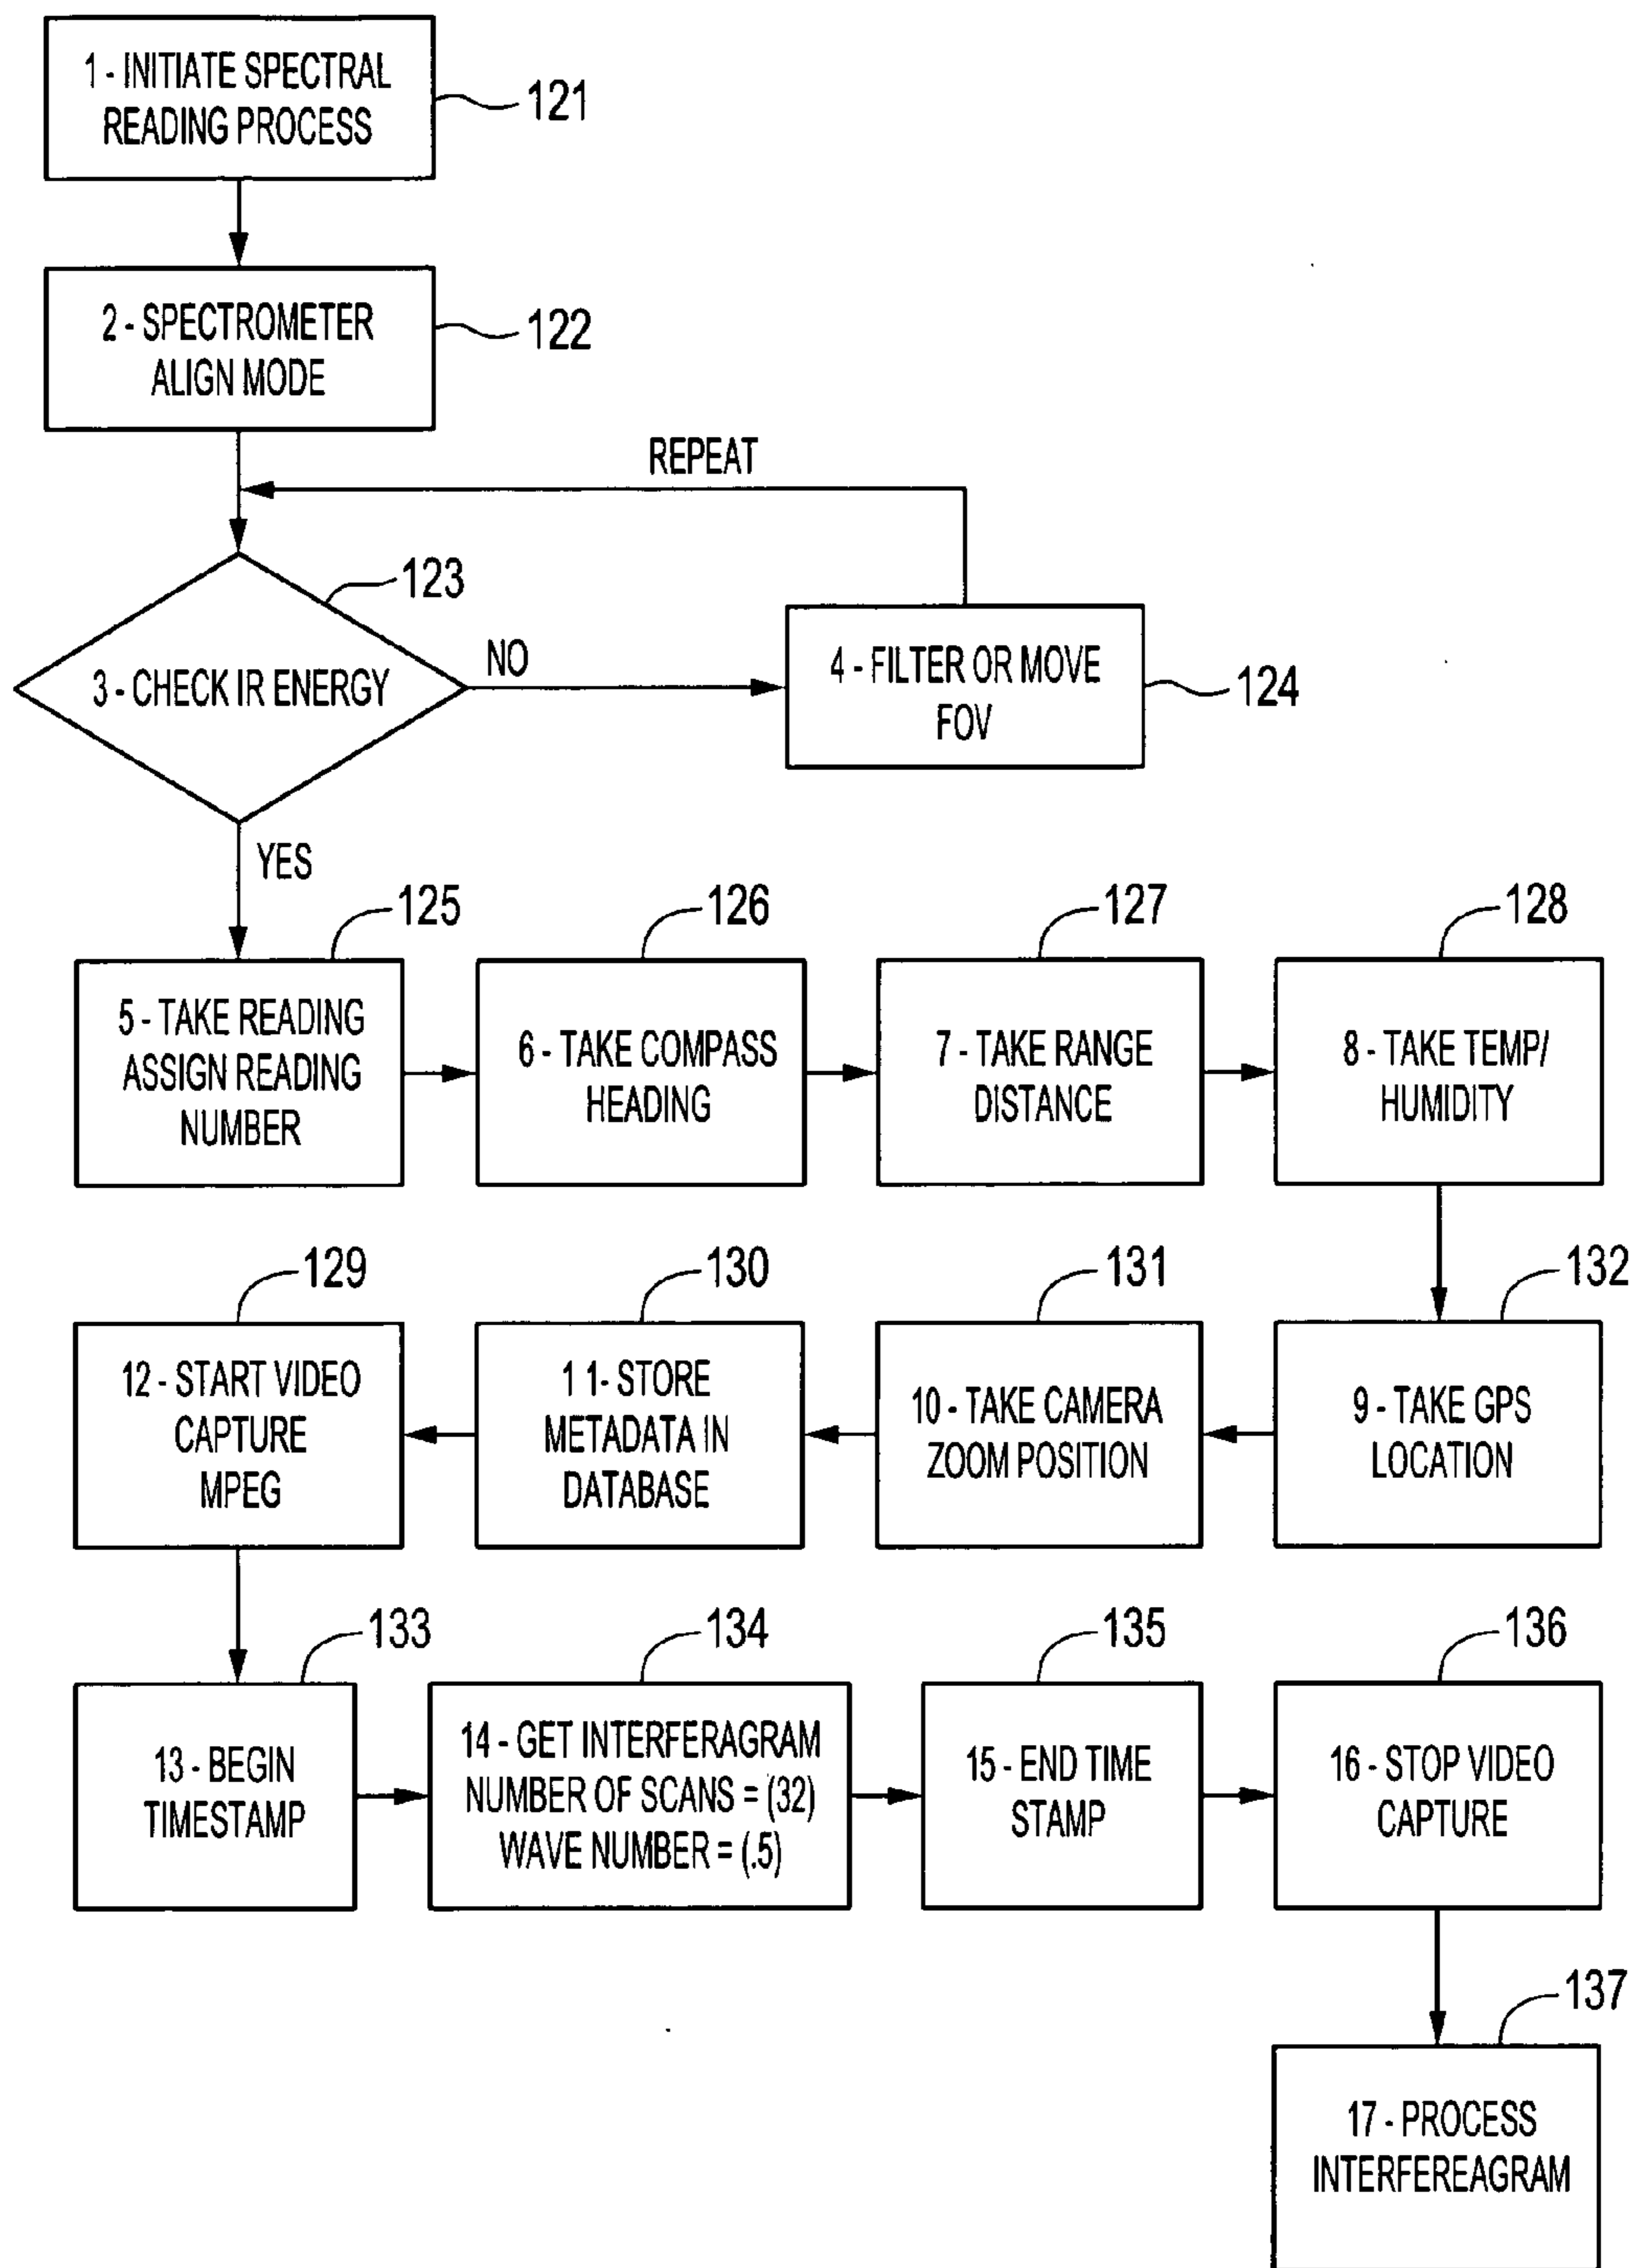 1 - INITIATE SPECTRAL
READING PROCESS
121
2 - SPECTROMETER
ALIGN MODE
122
REPEAT
123
3 - CHECK IR ENERGY
NO
4 - FILTER OR MOVE
FOV
124
YES
125
126
127
128
5 - TAKE READING
ASSIGN READING
NUMBER
6 - TAKE COMPASS
HEADING
7 - TAKE RANGE
DISTANCE
8 - TAKE TEMP/
HUMIDITY
129
130
131
132
12 - START VIDEO
CAPTURE
MPEG
1 1- STORE
METADATA IN
DATABASE
10 - TAKE CAMERA
ZOOM POSITION
9 - TAKE GPS
LOCATION
133
134
135
136
13 - BEGIN
TIMESTAMP
14 - GET INTERFERAGRAM
NUMBER OF SCANS = (32)
WAVE NUMBER = (.5)
15 - END TIME
STAMP
16 - STOP VIDEO
CAPTURE
137
17 - PROCESS
INTERFEREAGRAM